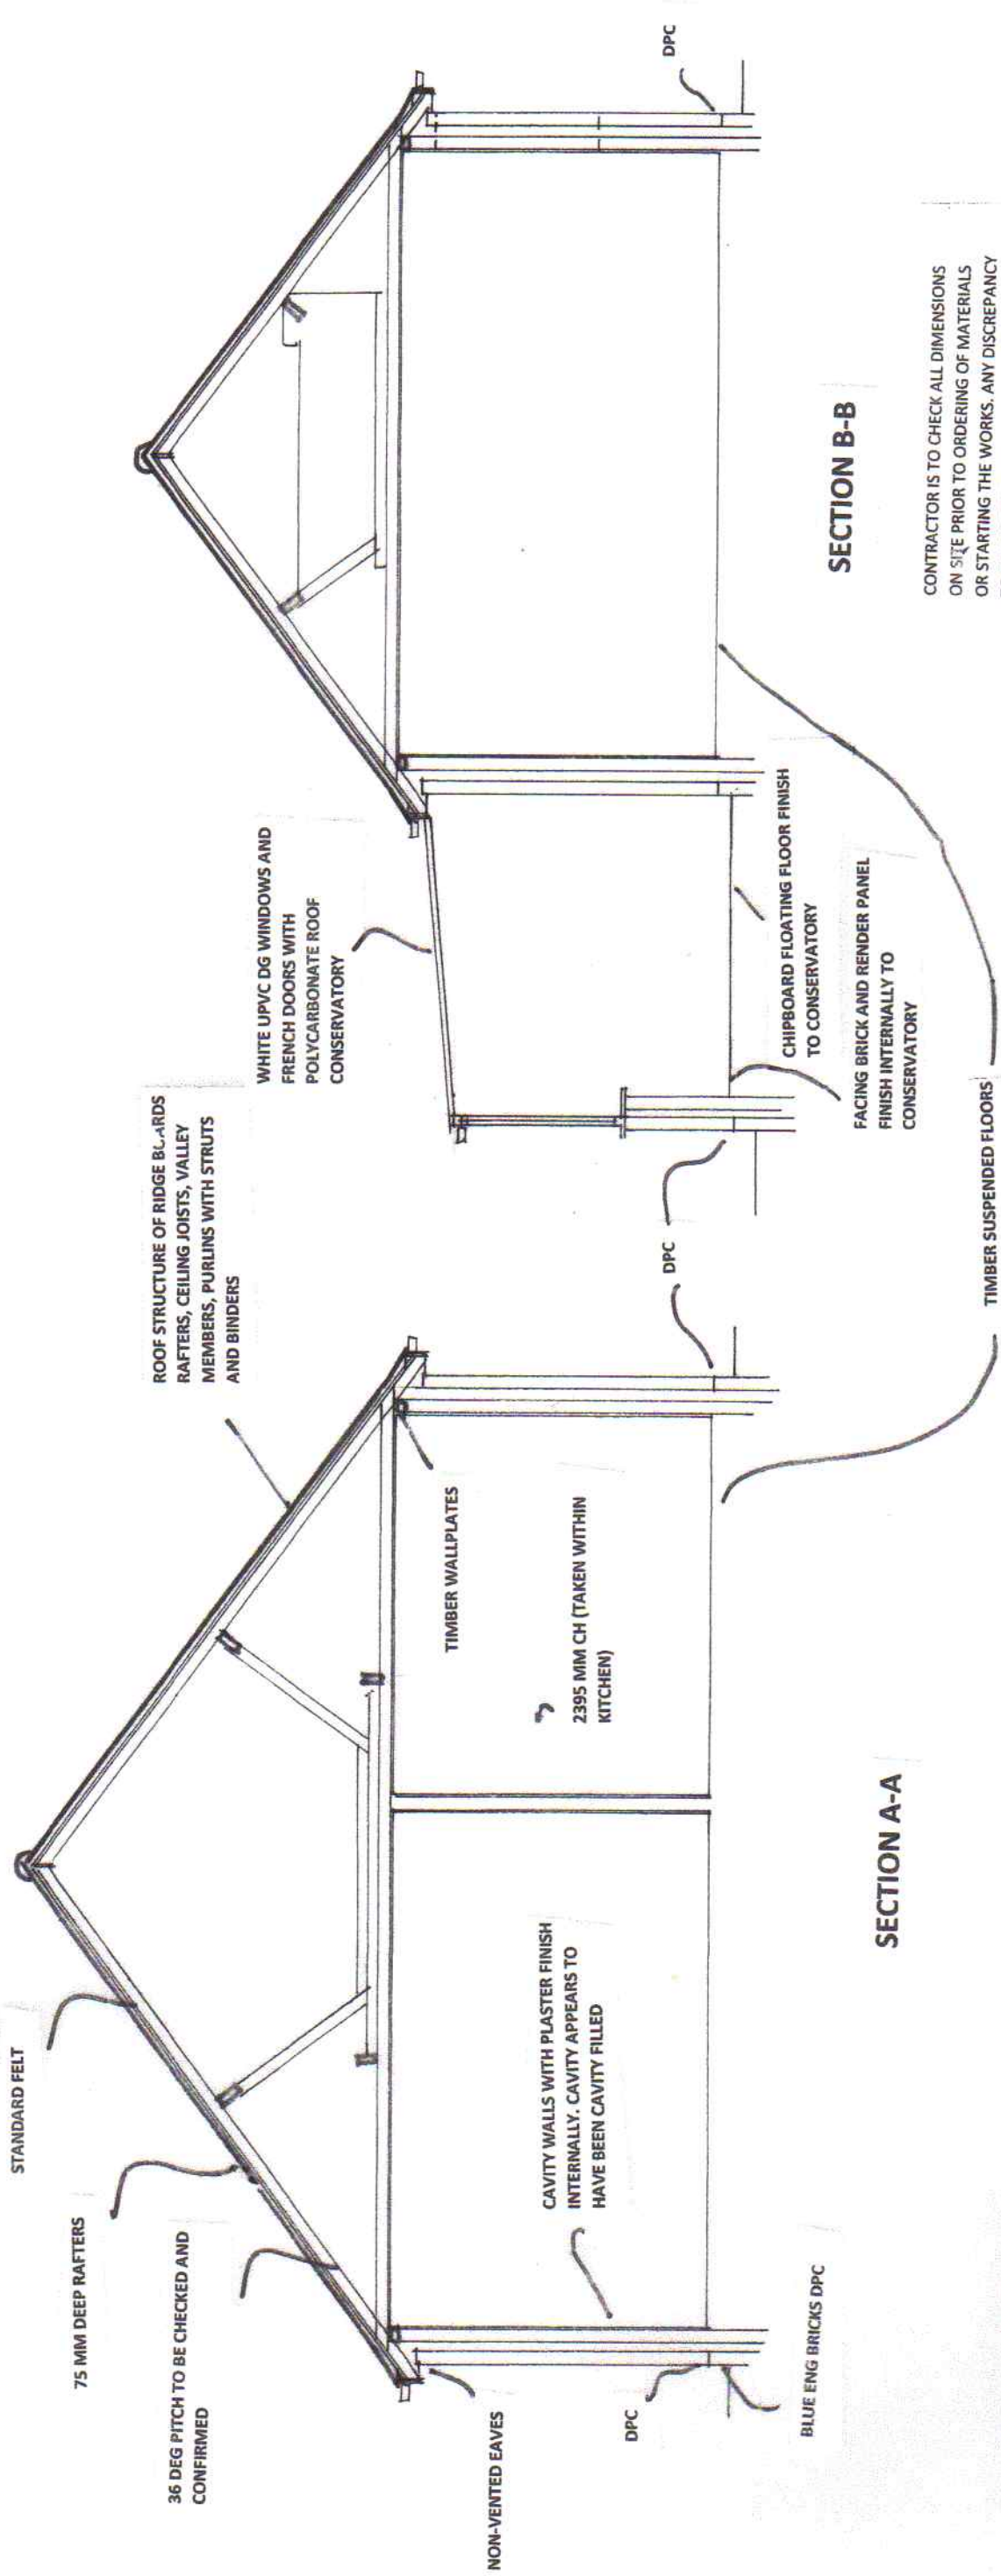 STANDARD FELT
75 MM DEEP RAFTERS
36 DEG PITCH TO BE CHECKED AND
CONFIRMED
NON-VENTED EAVES
DPC
BLUE ENG BRICKS DPC
CAVITY WALLS WITH PLASTER FINISH
INTERNALLY. CAVITY APPEARS TO
HAVE BEEN CAVITY FILLED
SECTION A-A
2395 MM CH (TAKEN WITHIN
KITCHEN)
TIMBER WALLPLATES
ROOF STRUCTURE OF RIDGE BOARDS
RAFTERS, CEILING JOISTS, VALLEY
MEMBERS, PURLINS WITH STRUTS
AND BINDERS
DPC
TIMBER SUSPENDED FLOORS
WHITE UPVC DG WINDOWS AND
FRENCH DOORS WITH
POLYCARBONATE ROOF
CONSERVATORY
CHIPBOARD FLOATING FLOOR FINISH
TO CONSERVATORY
FACING BRICK AND RENDER PANEL
FINISH INTERNALLY TO
CONSERVATORY
SECTION B-B
DPC
CONTRACTOR IS TO CHECK ALL DIMENSIONS
ON SITE PRIOR TO ORDERING OF MATERIALS
OR STARTING THE WORKS. ANY DISCREPANCY